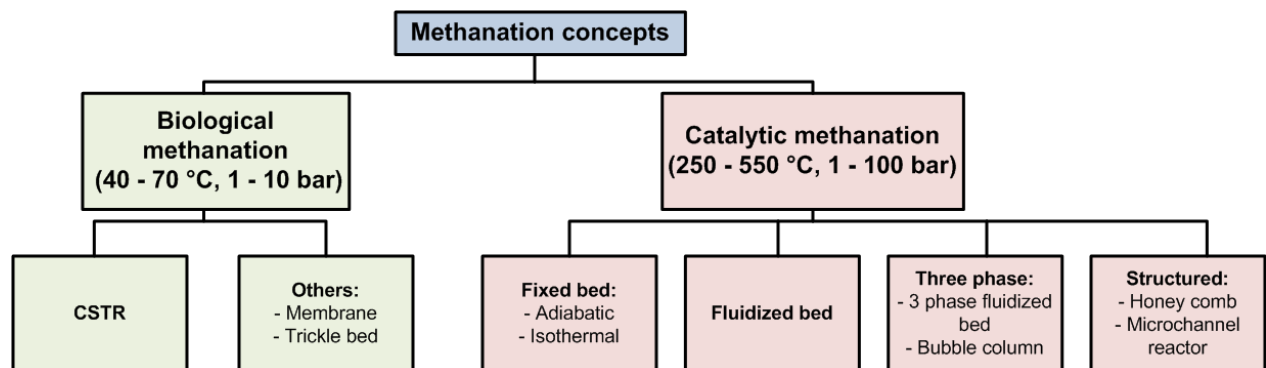 Methanation concepts
Biological
methanation
(40 - 70 °C, 1 - 10 bar)
Catalytic methanation
(250 - 550 °C, 1 - 100 bar)
CSTR
Others:
- Membrane
- Trickle bed
Fixed bed:
- Adiabatic
- Isothermal
Fluidized bed
Three phase:
- 3 phase fluidized
bed
- Bubble column
Structured:
- Honey comb
- Microchannel
reactor